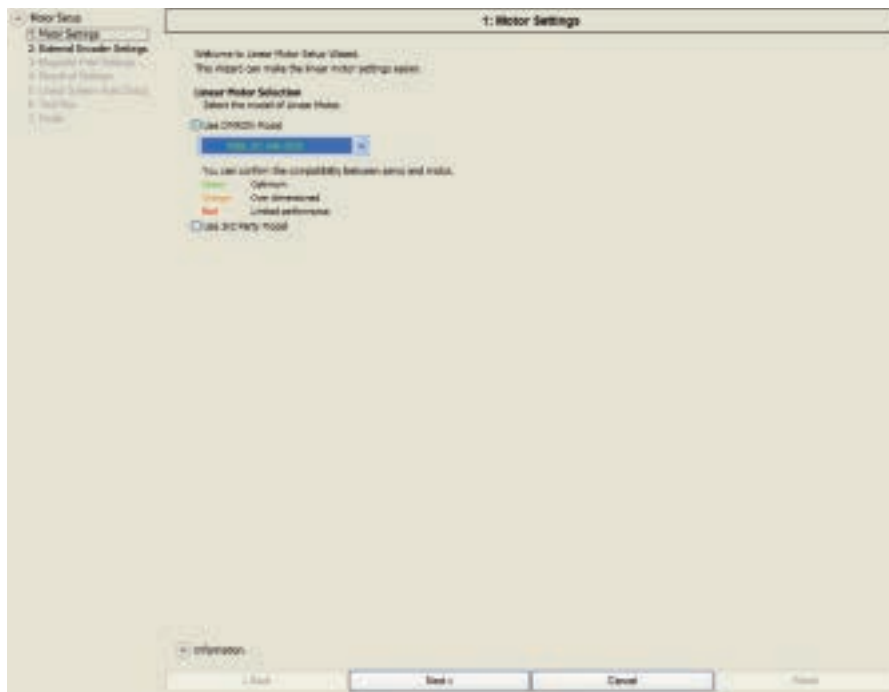 Motor Setup
1: Motor Settings
2: External Encoder Settings
1: Motor Settings
Welcome to Linear Motor Setup Wizard.
This Wizard can make the linear motor settings easier.
Linear Motor Selection
Select the model of Linear Motor.
Use OMRON Model
You can confirm the compatibility between servo and motor.
Green Optimum
Orange Over dimensioned
Red Limited performance
Use 3rd Party Model
Information
< Back
Next >
Cancel